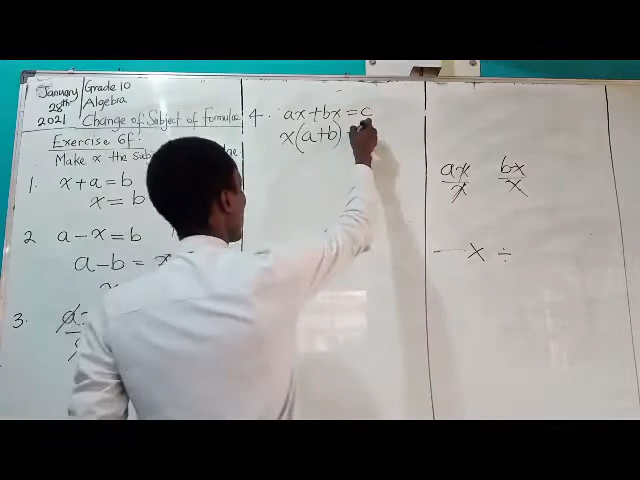 January
28th
2021
Grade 10
Algebra
Change of Subject of Formulae
Exercise 6f:
Make x the
1. x + a = b
x = b
2 a - x = b
a - b = x
3.
4. ax + bx = c
x(a+b)
ax/x bx/x
— x ÷